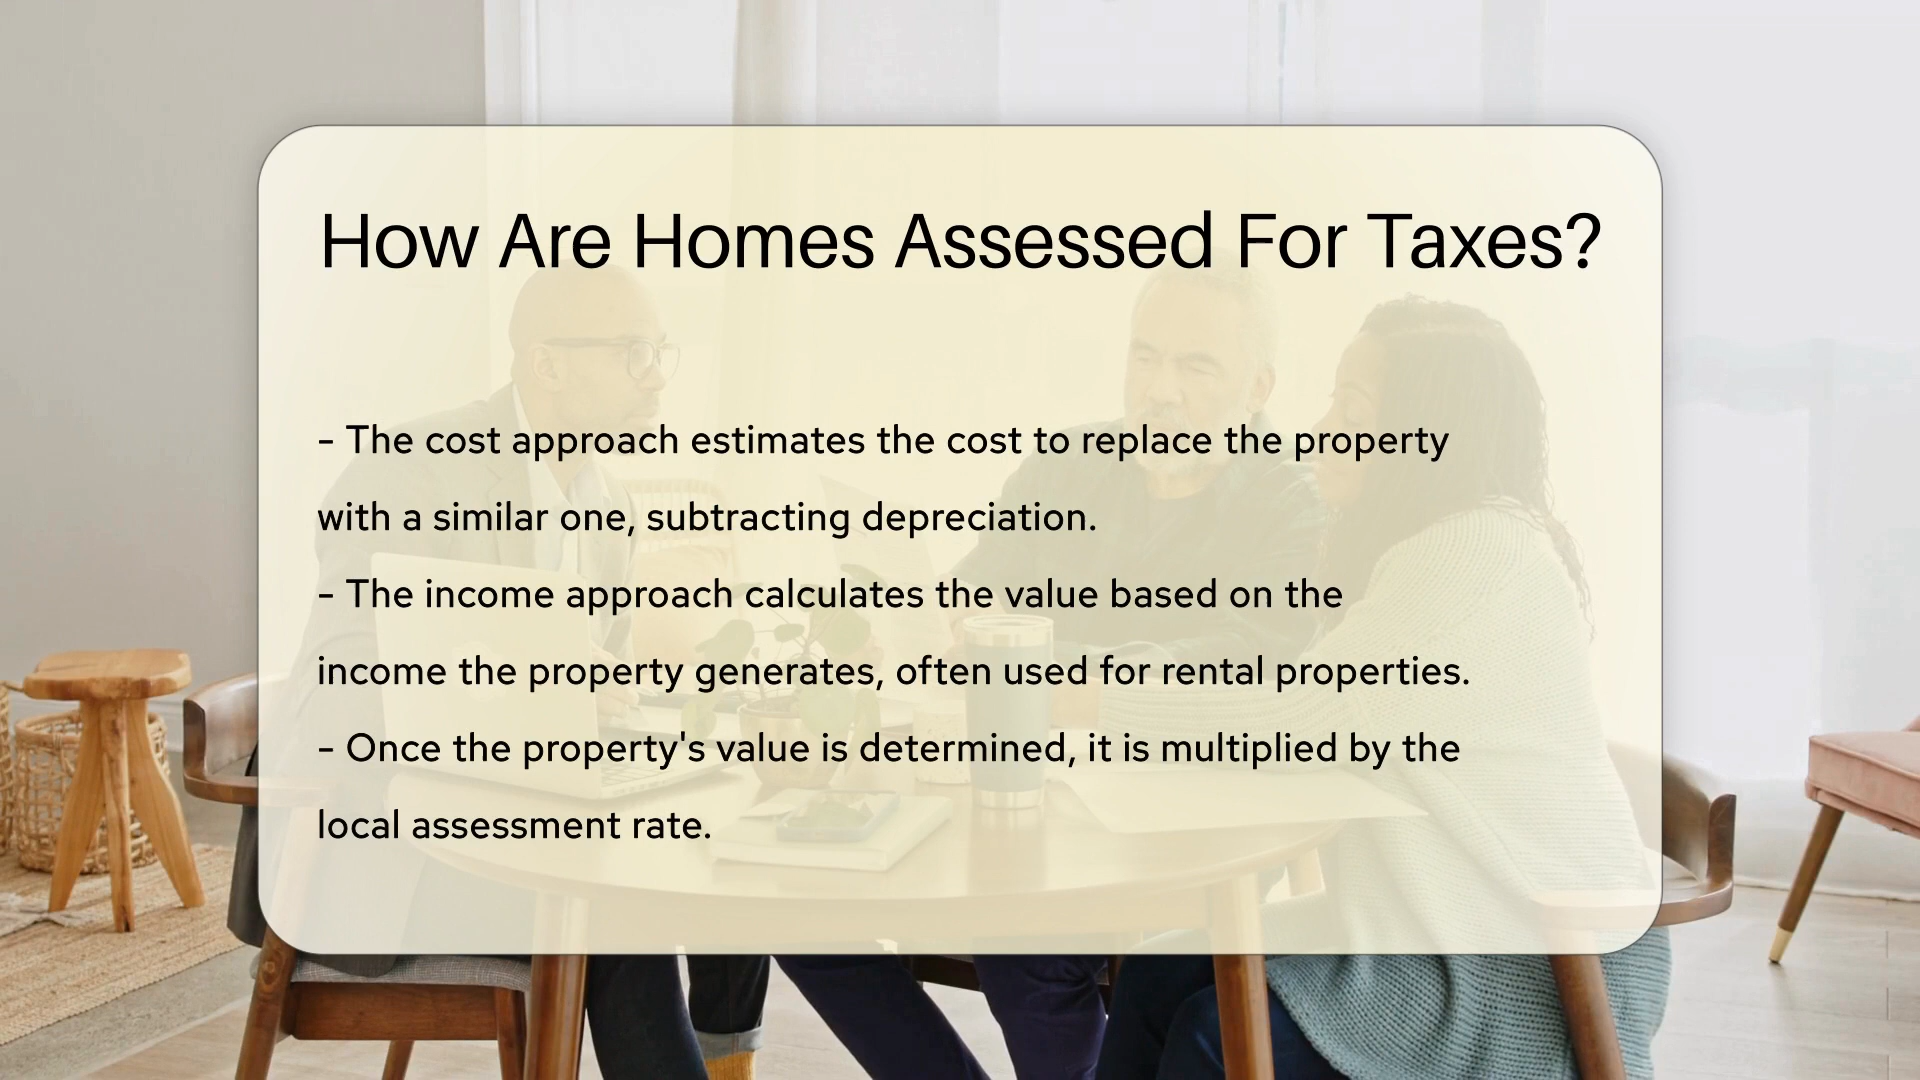 How Are Homes Assessed For Taxes?
- The cost approach estimates the cost to replace the property
with a similar one, subtracting depreciation.
- The income approach calculates the value based on the
income the property generates, often used for rental properties.
- Once the property's value is determined, it is multiplied by the
local assessment rate.